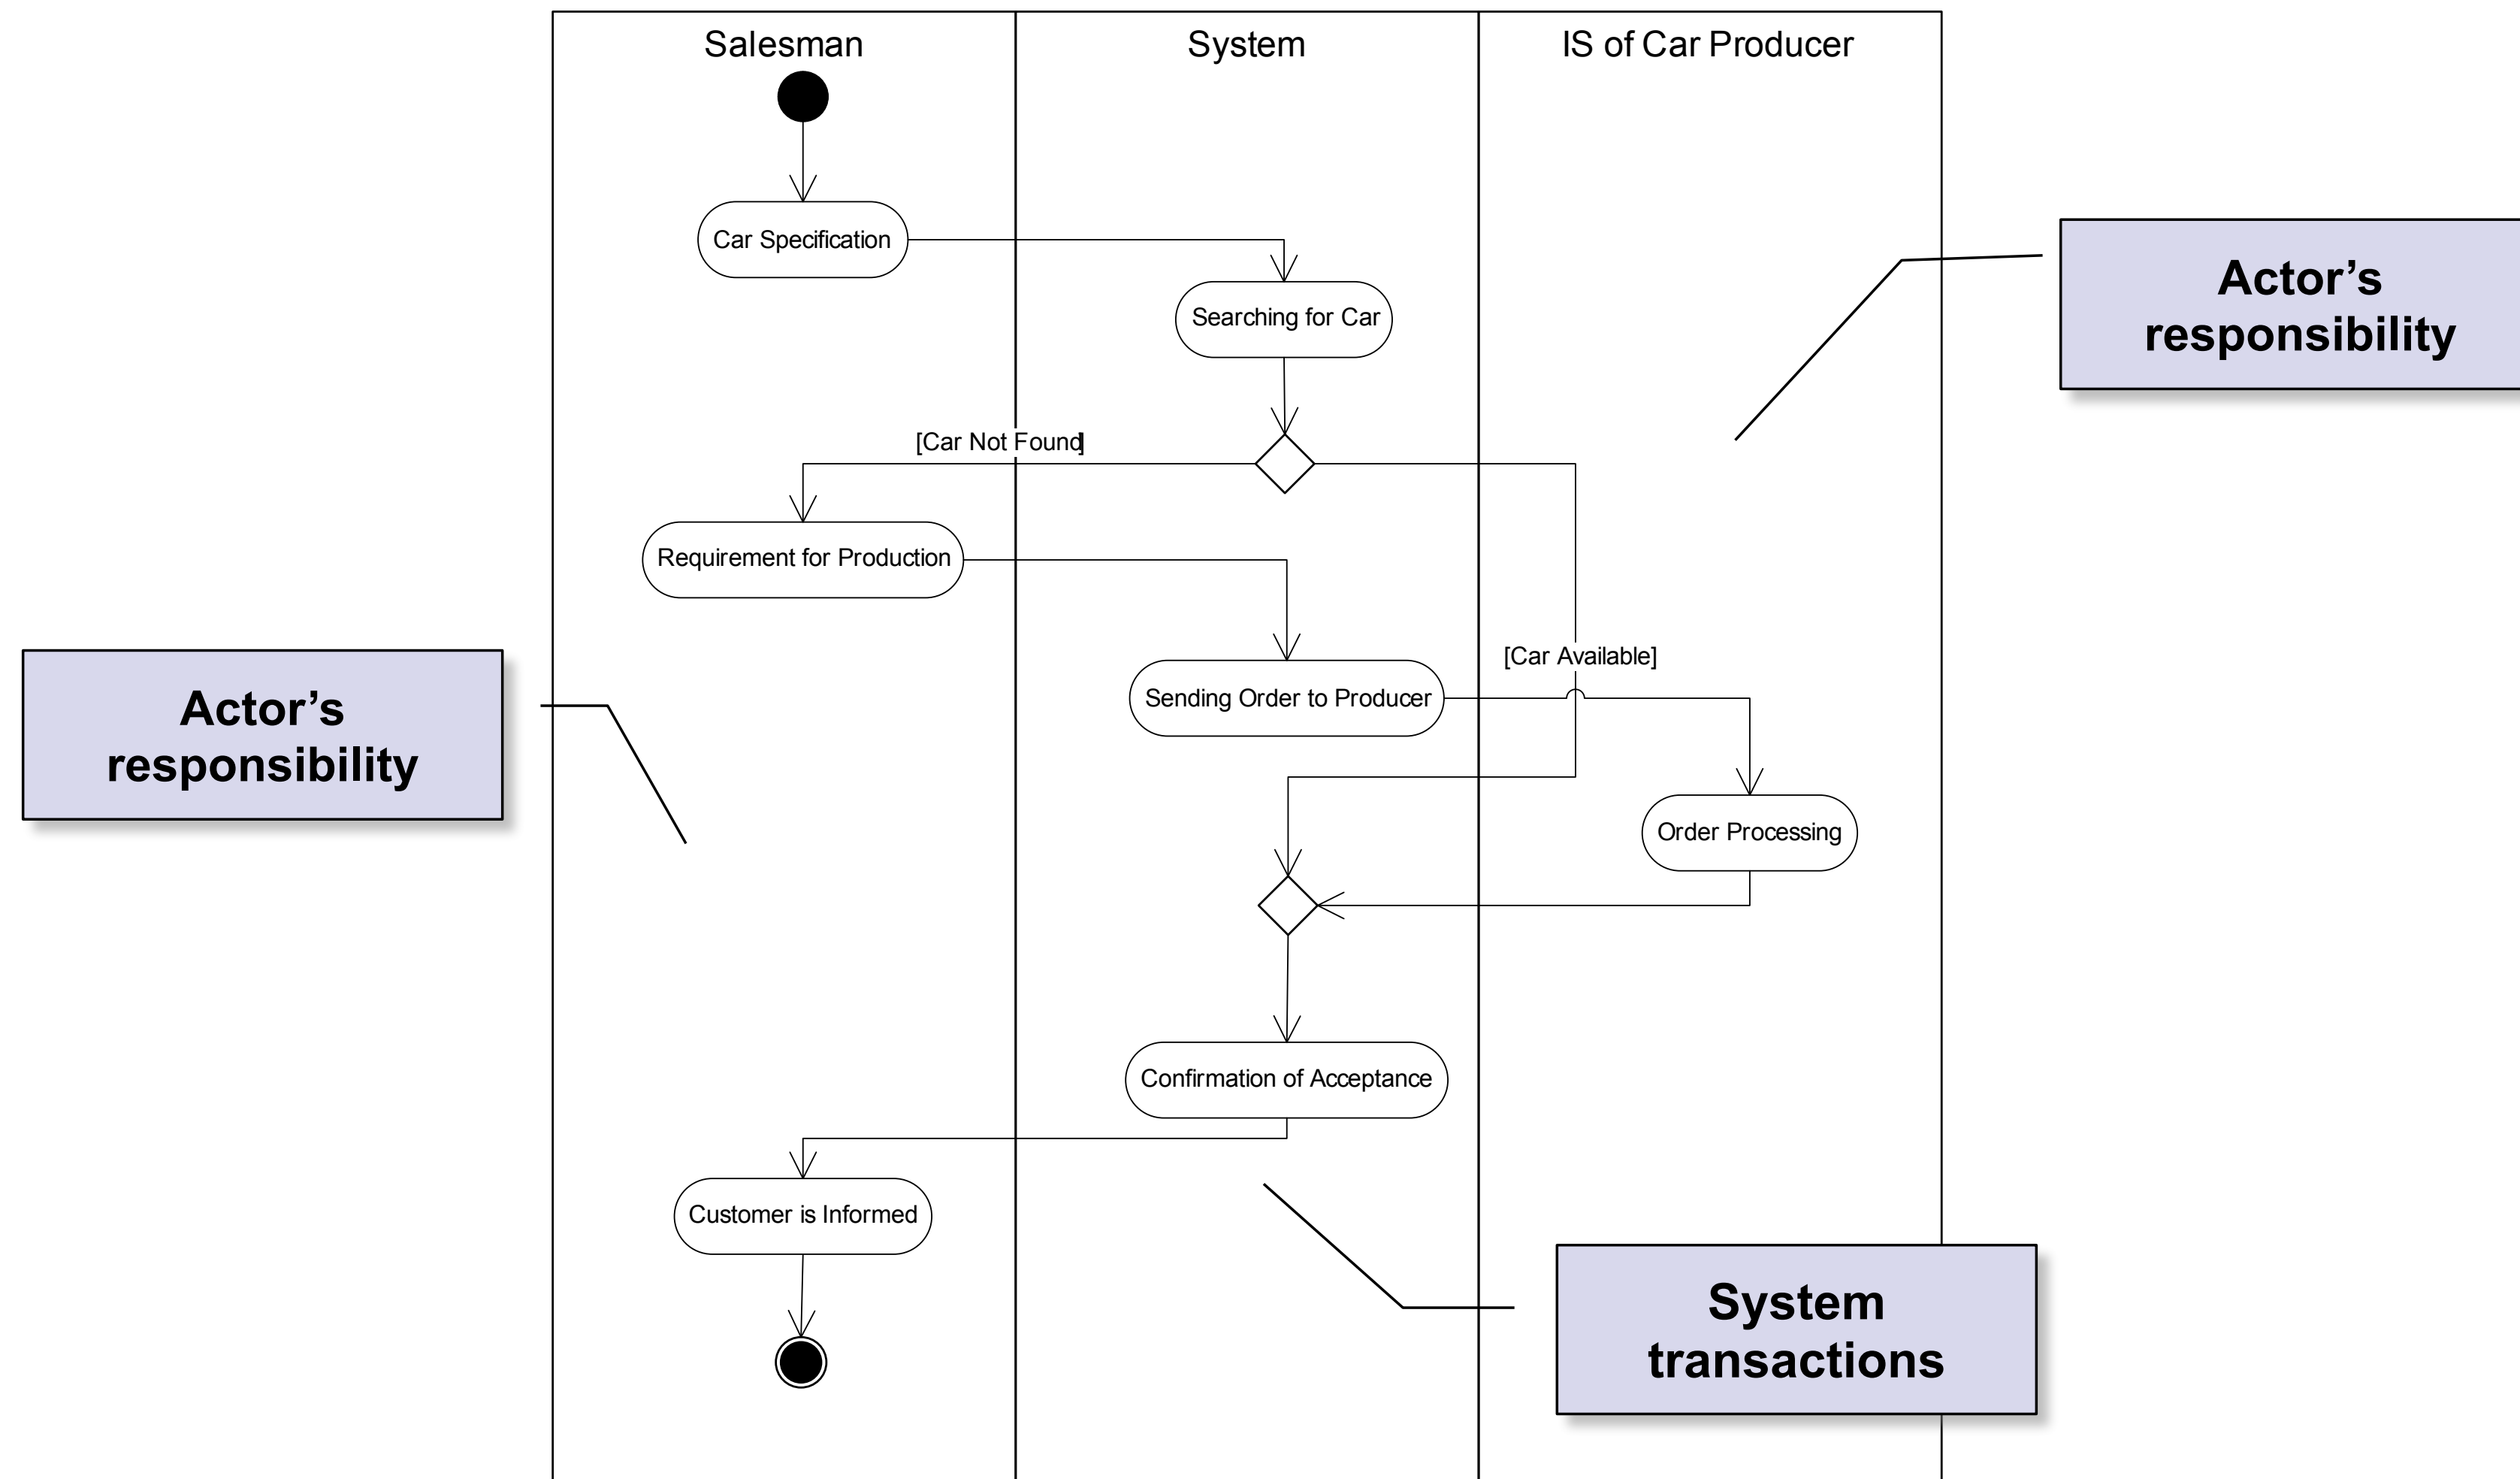 Salesman
System
IS of Car Producer
Car Specification
Actor’s
responsibility
Searching for Car
[Car Not Found]
Requirement for Production
[Car Available]
Sending Order to Producer
Actor’s
responsibility
Order Processing
Confirmation of Acceptance
Customer is Informed
System
transactions